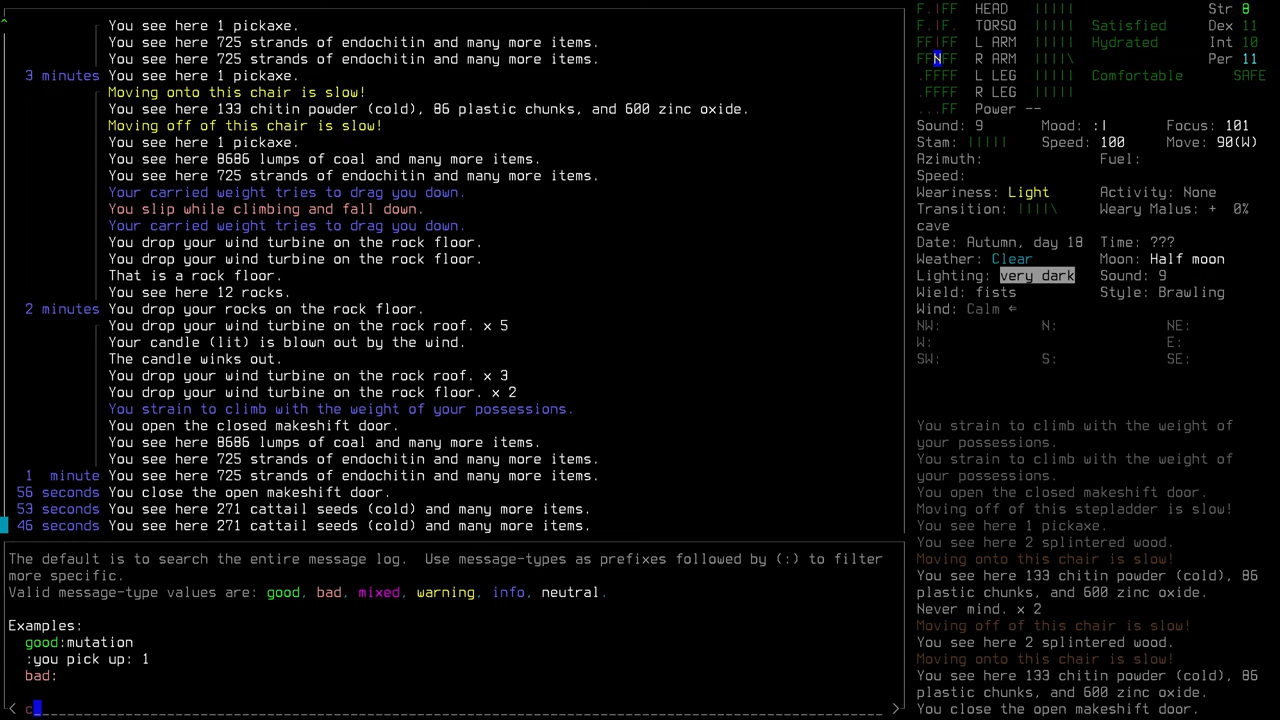 You see here 1 pickaxe.
You see here 725 strands of endochitin and many more items.
You see here 725 strands of endochitin and many more items.
3 minutes You see here 1 pickaxe.
Moving onto this chair is slow!
You see here 133 chitin powder (cold), 86 plastic chunks, and 600 zinc oxide.
Moving off of this chair is slow!
You see here 1 pickaxe.
You see here 8686 lumps of coal and many more items.
You see here 725 strands of endochitin and many more items.
Your carried weight tries to drag you down.
You slip while climbing and fall down.
Your carried weight tries to drag you down.
You drop your wind turbine on the rock floor.
You drop your wind turbine on the rock floor.
That is a rock floor.
You see here 12 rocks.
2 minutes You drop your rocks on the rock floor.
You drop your wind turbine on the rock roof. x 5
Your candle (lit) is blown out by the wind.
The candle winks out.
You drop your wind turbine on the rock roof. x 3
You drop your wind turbine on the rock floor. x 2
You strain to climb with the weight of your possessions.
You open the closed makeshift door.
You see here 8686 lumps of coal and many more items.
You see here 725 strands of endochitin and many more items.
1 minute You see here 725 strands of endochitin and many more items.
56 seconds You close the open makeshift door.
53 seconds You see here 271 cattail seeds (cold) and many more items.
46 seconds You see here 271 cattail seeds (cold) and many more items.
The default is to search the entire message log. Use message-types as prefixes followed by (:) to filter
more specific.
Valid message-type values are: good, bad, mixed, warning, info, neutral.
Examples:
good:mutation
:you pick up: 1
bad:
< c >
F.|FF HEAD ||||| Str 8
F.|F. TORSO ||||| Satisfied Dex 11
FF|FF L ARM ||||| Hydrated Int 10
FFNFF R ARM ||||\ Per 11
.FFFF L LEG ||||| Comfortable SAFE
.FFFF R LEG |||||
...FF Power --
Sound: 9 Mood: :| Focus: 101
Stam: ||||| Speed: 100 Move: 90(W)
Azimuth: Fuel:
Speed:
Weariness: Light Activity: None
Transition: ||||\ Weary Malus: + 0%
cave
Date: Autumn, day 18 Time: ???
Weather: Clear Moon: Half moon
Lighting: very dark Sound: 9
Wield: fists Style: Brawling
Wind: Calm ⇐
NW: N: NE:
W: E:
SW: S: SE:
You strain to climb with the weight of
your possessions.
You strain to climb with the weight of
your possessions.
You open the closed makeshift door.
Moving off of this stepladder is slow!
You see here 1 pickaxe.
You see here 2 splintered wood.
Moving onto this chair is slow!
You see here 133 chitin powder (cold), 86
plastic chunks, and 600 zinc oxide.
Never mind. x 2
Moving off of this chair is slow!
You see here 2 splintered wood.
Moving onto this chair is slow!
You see here 133 chitin powder (cold), 86
plastic chunks, and 600 zinc oxide.
You close the open makeshift door.